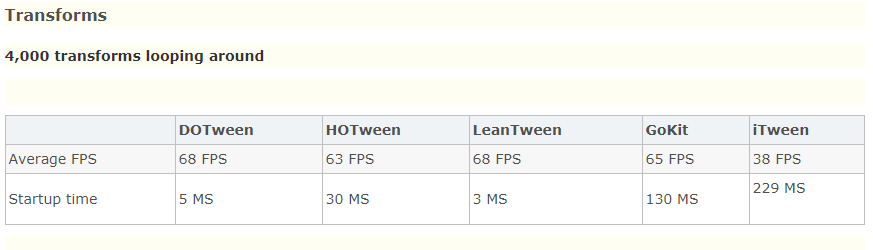 Transforms
4,000 transforms looping around
DOTween HOTween LeanTween GoKit iTween
Average FPS 68 FPS 63 FPS 68 FPS 65 FPS 38 FPS
Startup time 5 MS 30 MS 3 MS 130 MS 229 MS